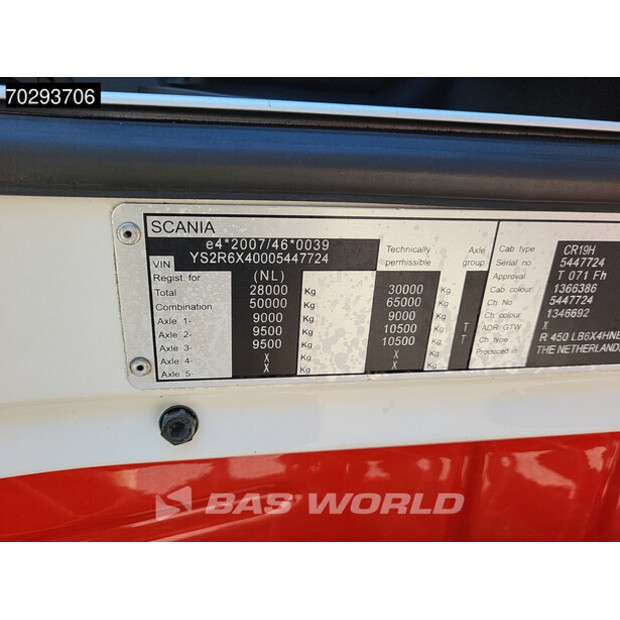 70293706
SCANIA
e4*2007/46*0039
VIN YS2R6X40005447724
Technically permissible
Axle group
Regist. for (NL)
Total 28000 Kg 30000 Kg
Combination 50000 Kg 65000 Kg
Axle 1- 9000 Kg 9000 Kg
Axle 2- 9500 Kg 10500 Kg T
Axle 3- 9500 Kg 10500 Kg T
Axle 4- X Kg X Kg
Axle 5- X Kg X Kg
Cab type CR19H
Serial no 5447724
Approval T 071 Fh
Cab colour 1366386
Ch No 5447724
Ch. colour 1346692
ADR GTW X
Ch type R 450 LB6X4HNB
Produced in THE NETHERLANDS
BAS WORLD